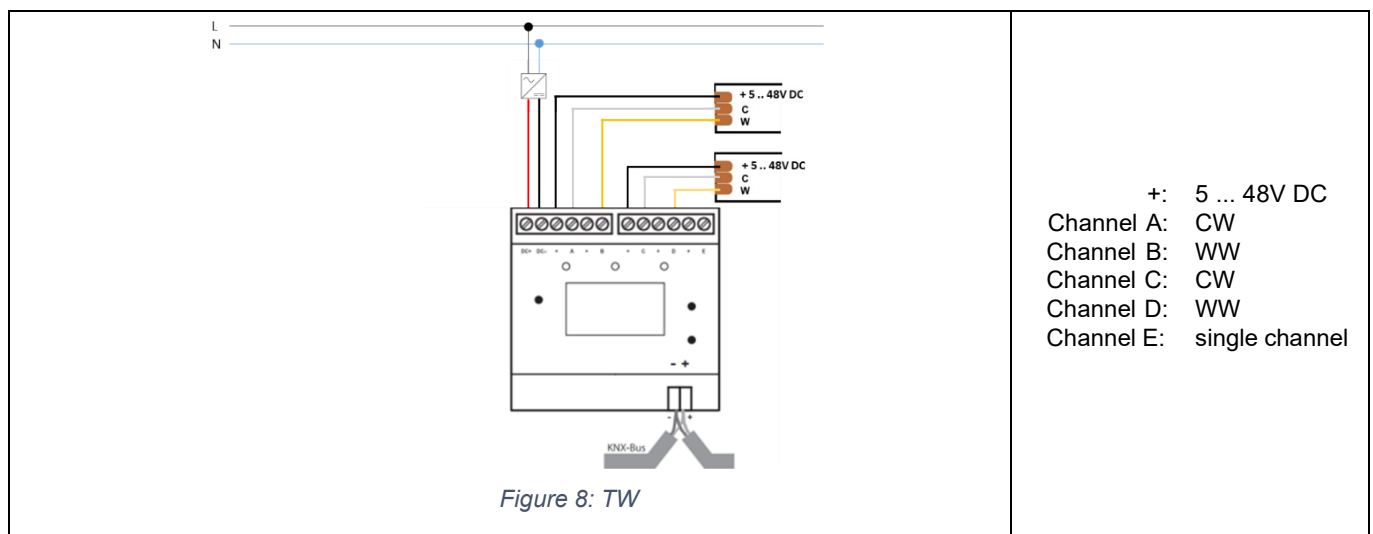 L
N
+ 5 .. 48V DC
C
W
+ 5 .. 48V DC
C
W
DC+ DC- + A + B + C + D + E
- +
- +
KNX-Bus
Figure 8: TW
+: 5 ... 48V DC
Channel A: CW
Channel B: WW
Channel C: CW
Channel D: WW
Channel E: single channel